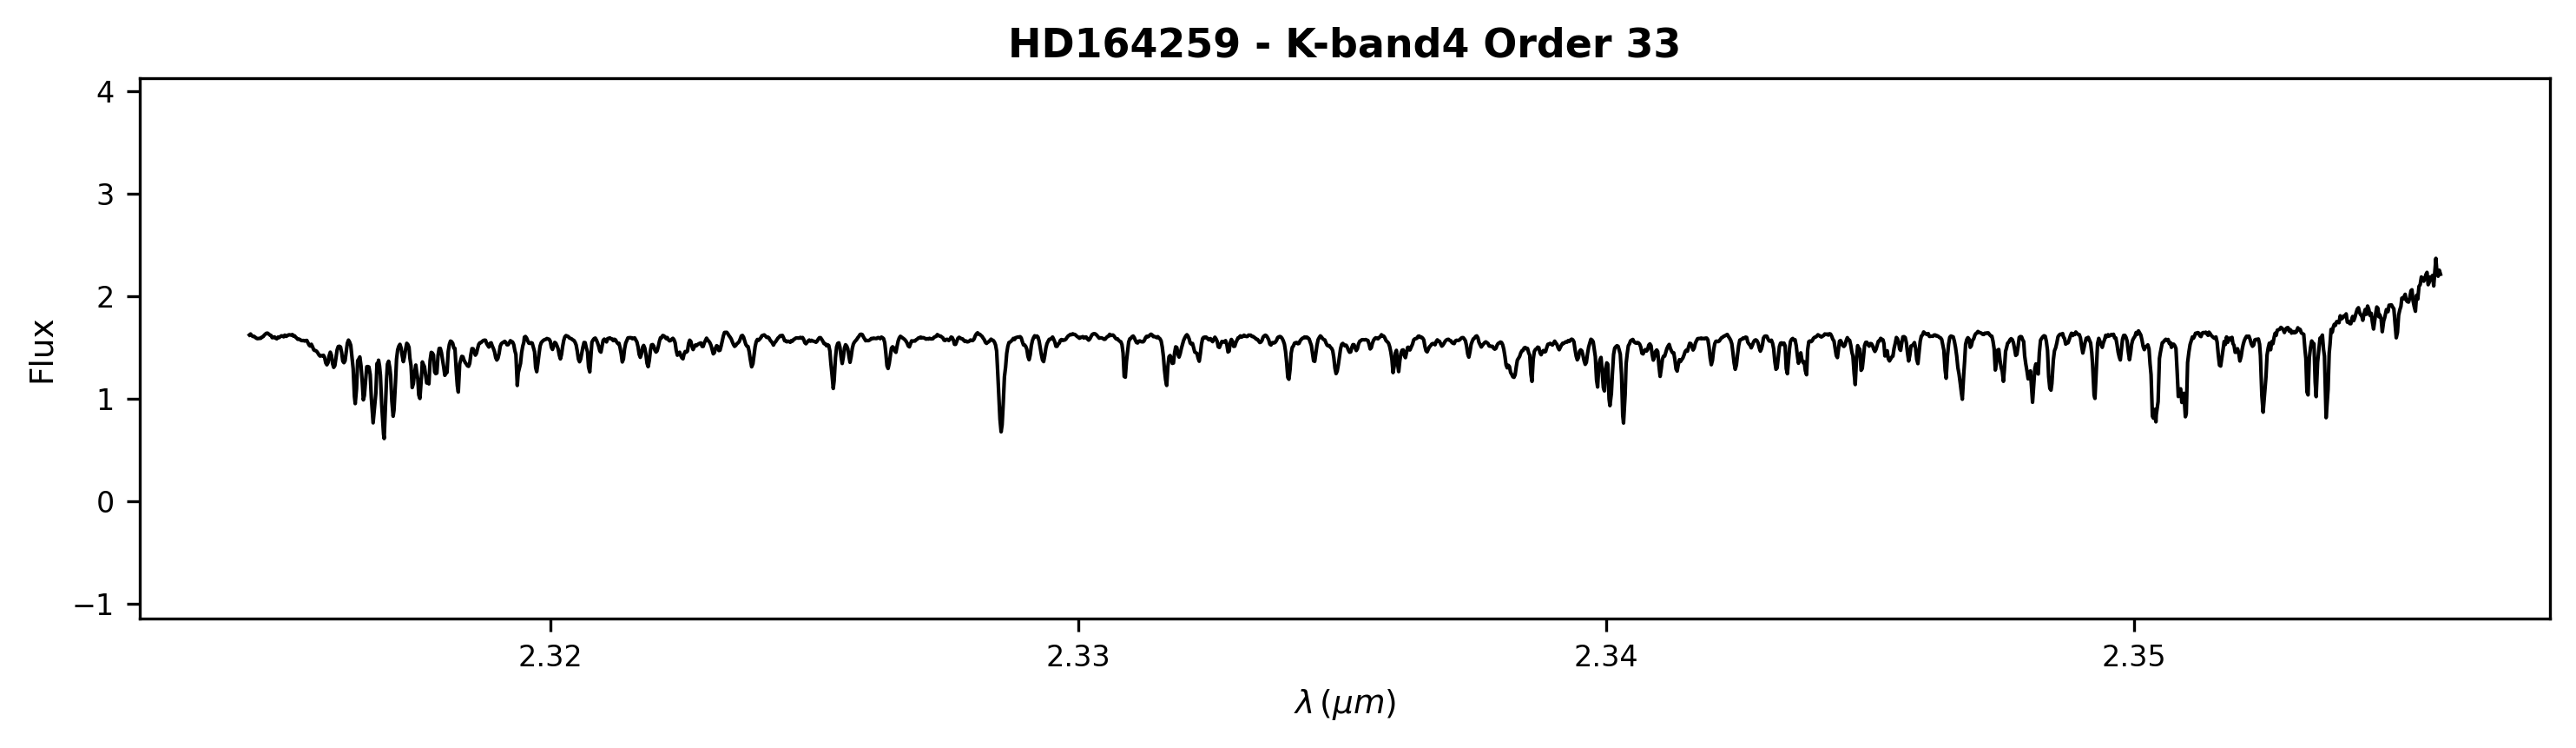 HD164259 - K-band4 Order 33
4
3
2
1
0
−1
Flux
2.32 2.33 2.34 2.35
λ (μm)